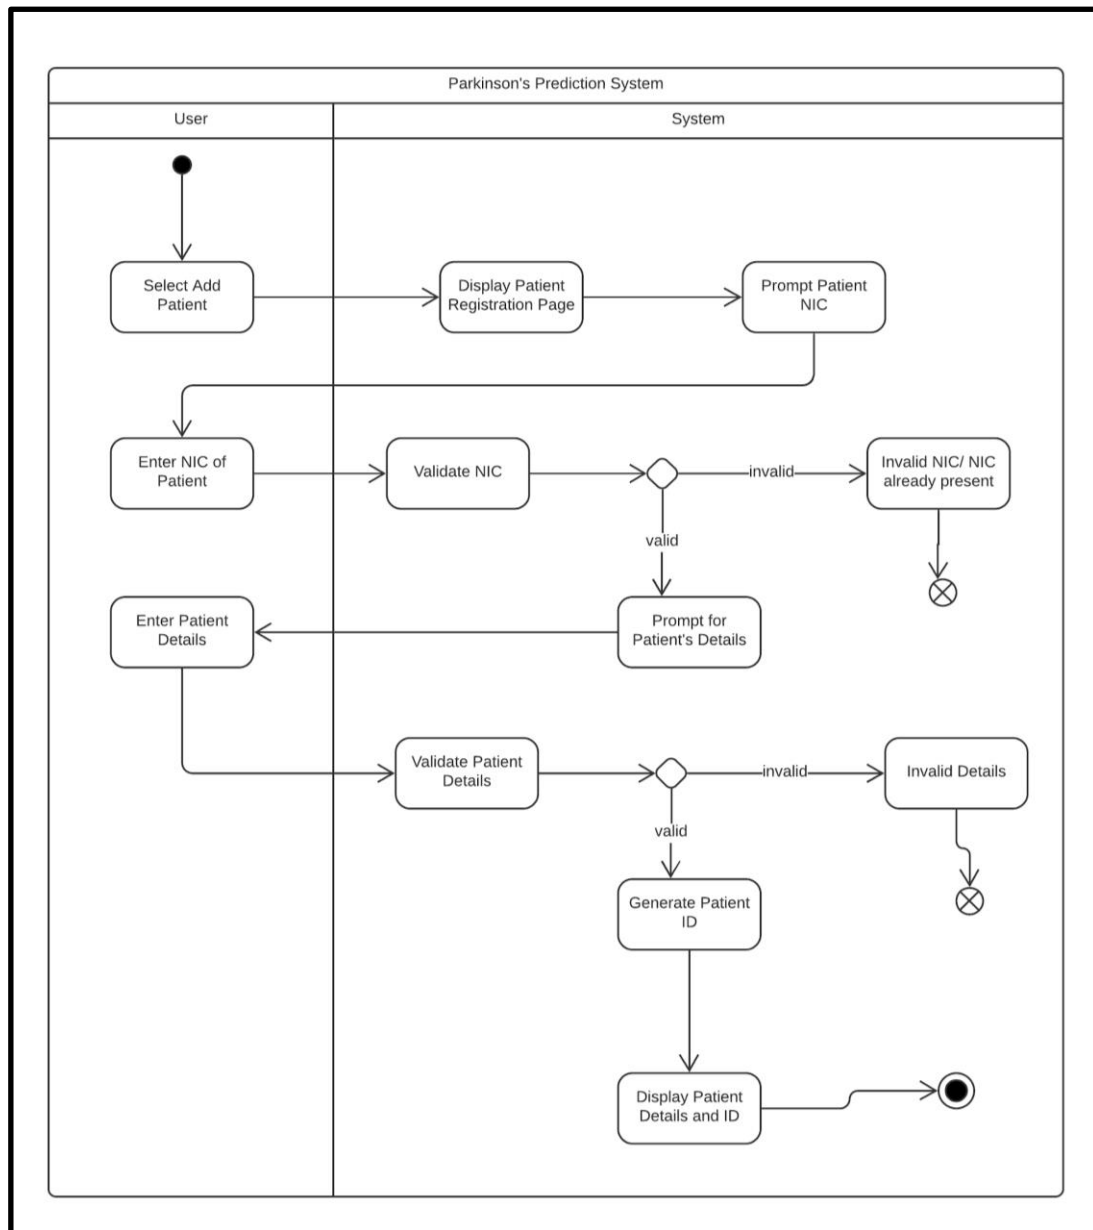 Parkinson's Prediction System
User
System
Select Add
Patient
Display Patient
Registration Page
Prompt Patient
NIC
Enter NIC of
Patient
Validate NIC
invalid
Invalid NIC/ NIC
already present
valid
Enter Patient
Details
Prompt for
Patient's Details
Validate Patient
Details
invalid
Invalid Details
valid
Generate Patient
ID
Display Patient
Details and ID